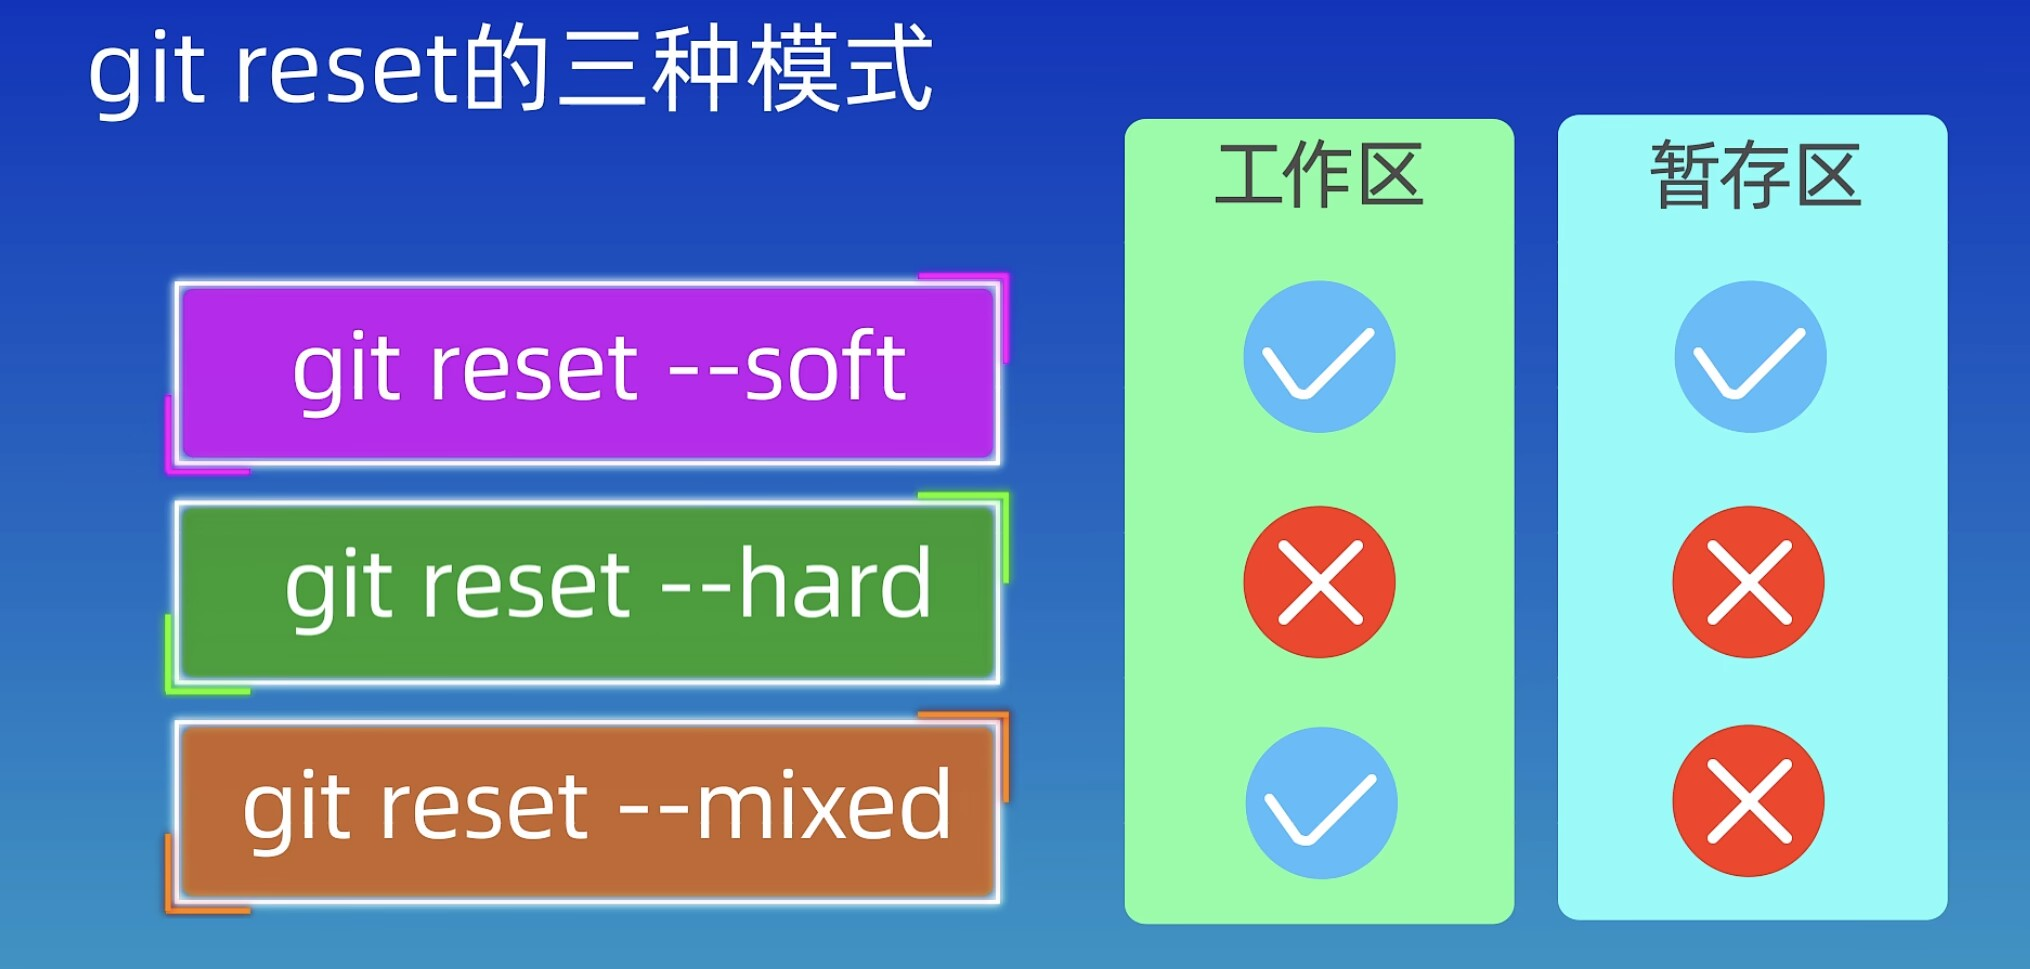 git reset的三种模式
工作区
暂存区
git reset --soft
git reset --hard
git reset --mixed